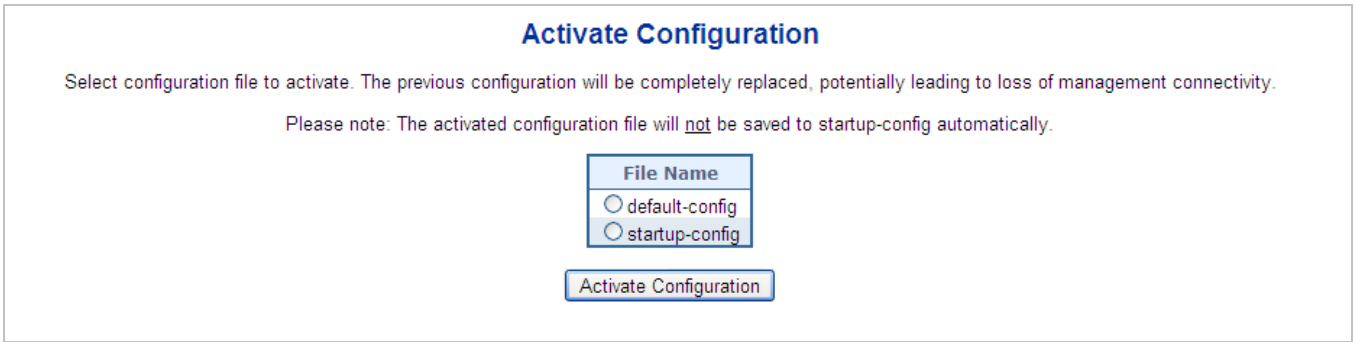 Activate Configuration
Select configuration file to activate. The previous configuration will be completely replaced, potentially leading to loss of management connectivity.
Please note: The activated configuration file will not be saved to startup-config automatically.
File Name
default-config
startup-config
Activate Configuration